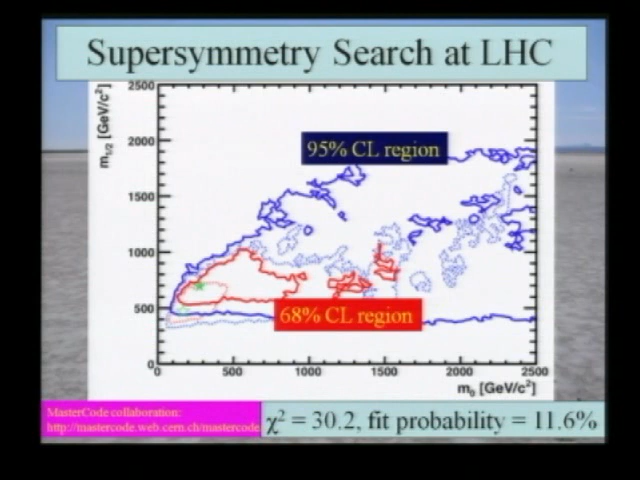 Supersymmetry Search at LHC
m1/2 [GeV/c²]
2500
2000
1500
1000
500
0
95% CL region
68% CL region
0 500 1000 1500 2000 2500
m0 [GeV/c²]
MasterCode collaboration:
http://mastercode.web.cern.ch/mastercode
χ² = 30.2, fit probability = 11.6%